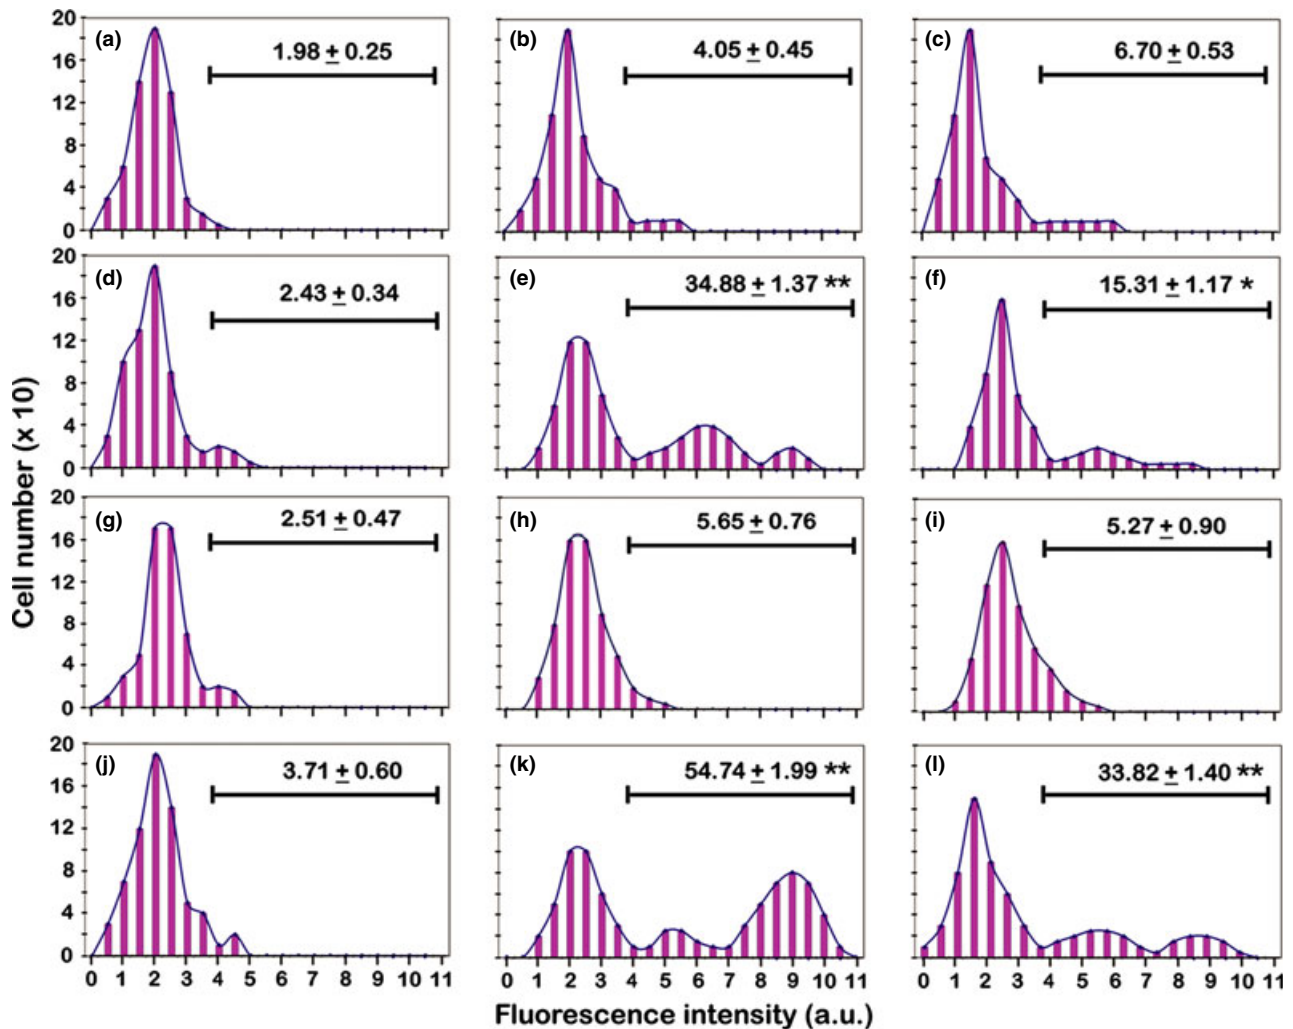 20
(a) 1.98 ± 0.25
(b) 4.05 ± 0.45
(c) 6.70 ± 0.53
16
12
8
4
0
20
(d) 2.43 ± 0.34
(e) 34.88 ± 1.37 **
(f) 15.31 ± 1.17 *
16
12
8
4
0
20
(g) 2.51 ± 0.47
(h) 5.65 ± 0.76
(i) 5.27 ± 0.90
16
12
8
4
0
20
(j) 3.71 ± 0.60
(k) 54.74 ± 1.99 **
(l) 33.82 ± 1.40 **
16
12
8
4
0
0 1 2 3 4 5 6 7 8 9 10 11
0 1 2 3 4 5 6 7 8 9 10 11
0 1 2 3 4 5 6 7 8 9 10 11
Cell number (x 10)
Fluorescence intensity (a.u.)